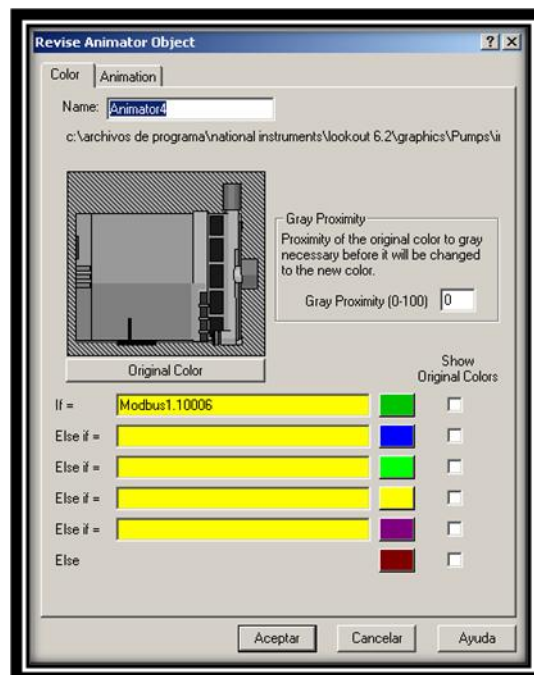 Revise Animator Object
Color
Animation
Name: Animator4
c:\archivos de programa\national instruments\lookout 6.2\graphics\Pumps\i
Gray Proximity
Proximity of the original color to gray
necessary before it will be changed
to the new color.
Gray Proximity (0-100) 0
Original Color
Show
Original Colors
If = Modbus1.10006
Else if =
Else if =
Else if =
Else if =
Else
Aceptar
Cancelar
Ayuda